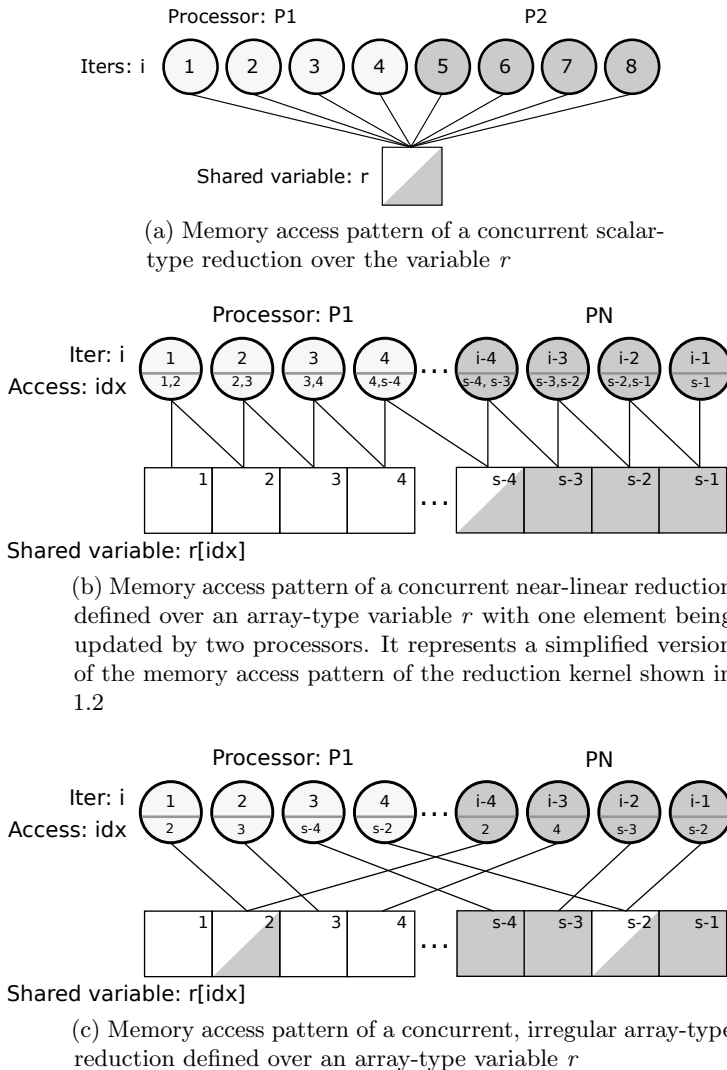 Processor: P1 P2
Iters: i 1 2 3 4 5 6 7 8
Shared variable: r
(a) Memory access pattern of a concurrent scalar-
type reduction over the variable r
Processor: P1 PN
Iter: i 1 2 3 4 ... i-4 i-3 i-2 i-1
Access: idx 1,2 2,3 3,4 4,s-4 s-4, s-3 s-3,s-2 s-2,s-1 s-1
1 2 3 4 ... s-4 s-3 s-2 s-1
Shared variable: r[idx]
(b) Memory access pattern of a concurrent near-linear reduction
defined over an array-type variable r with one element being
updated by two processors. It represents a simplified version
of the memory access pattern of the reduction kernel shown in
1.2
Processor: P1 PN
Iter: i 1 2 3 4 ... i-4 i-3 i-2 i-1
Access: idx 2 3 s-4 s-2 2 4 s-3 s-2
1 2 3 4 ... s-4 s-3 s-2 s-1
Shared variable: r[idx]
(c) Memory access pattern of a concurrent, irregular array-type
reduction defined over an array-type variable r